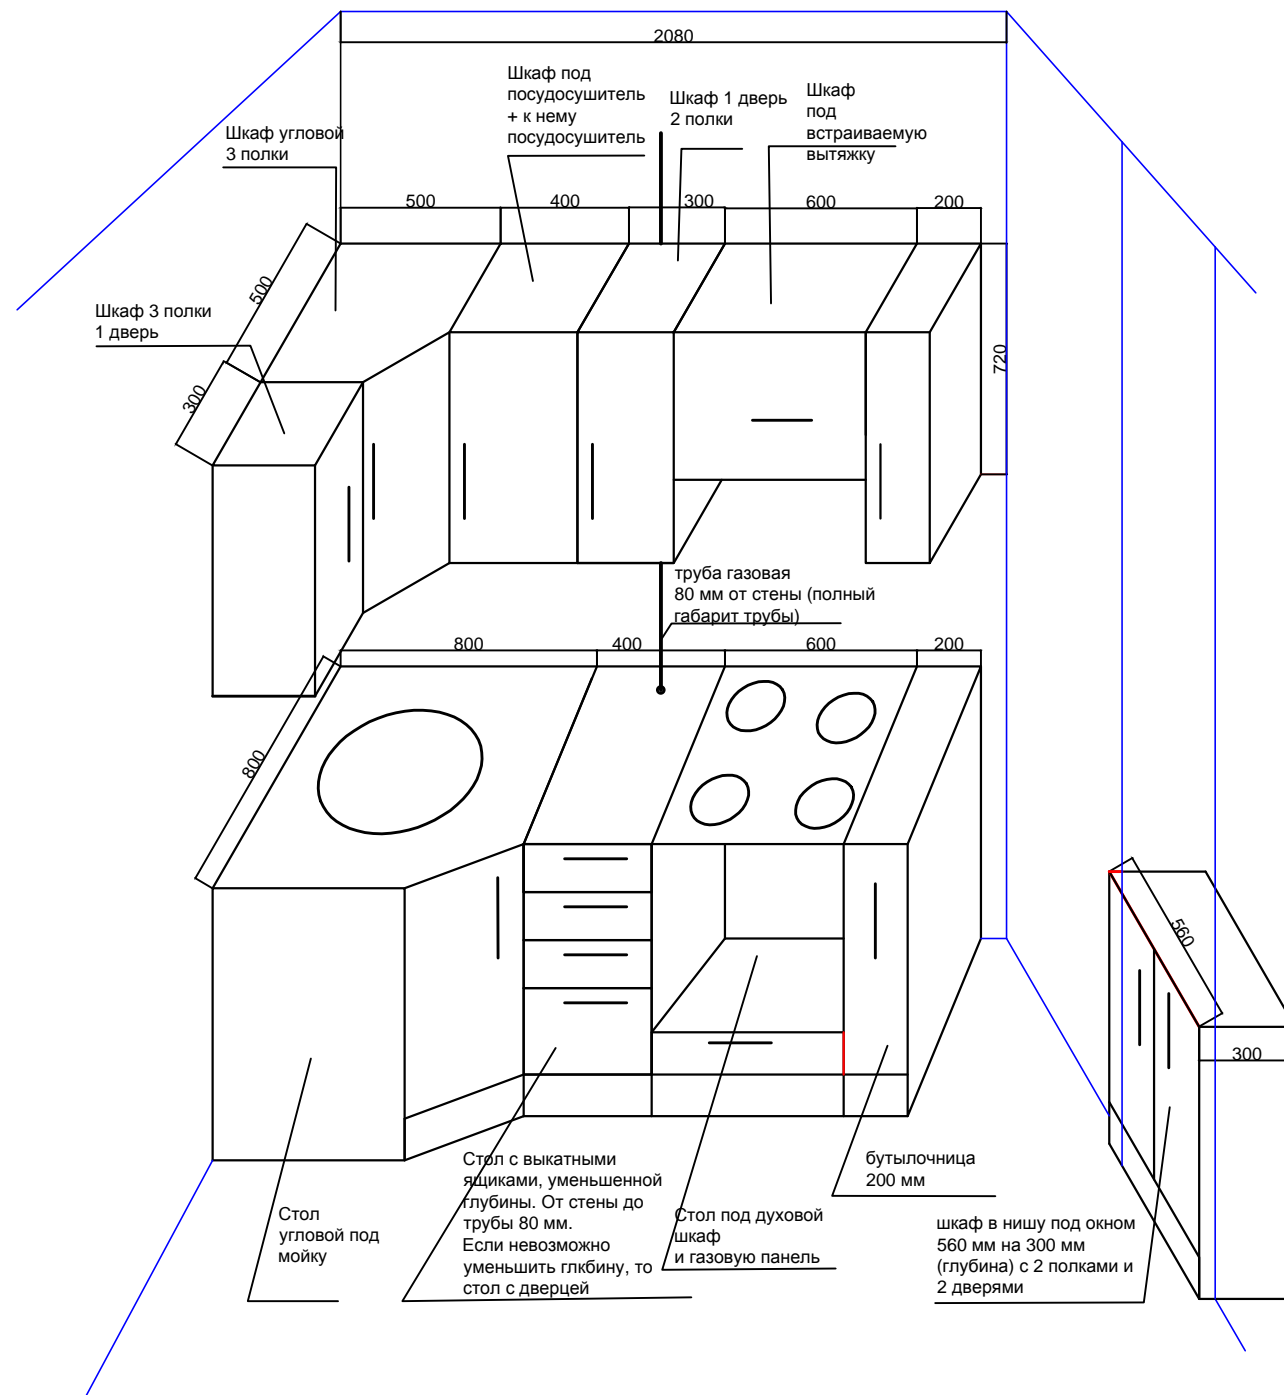 2080
Шкаф под
посудосушитель
+ к нему
посудосушитель
Шкаф 1 дверь
2 полки
Шкаф
под
встраиваемую
вытяжку
Шкаф угловой
3 полки
500
400
300
600
200
500
Шкаф 3 полки
1 дверь
300
720
труба газовая
80 мм от стены (полный
габарит трубы)
800
400
600
200
800
560
300
Стол
угловой под
мойку
Стол с выкатными
ящиками, уменьшенной
глубины. От стены до
трубы 80 мм.
Если невозможно
уменьшить глкбину, то
стол с дверцей
Стол под духовой
шкаф
и газовую панель
бутылочница
200 мм
шкаф в нишу под окном
560 мм на 300 мм
(глубина) с 2 полками и
2 дверями